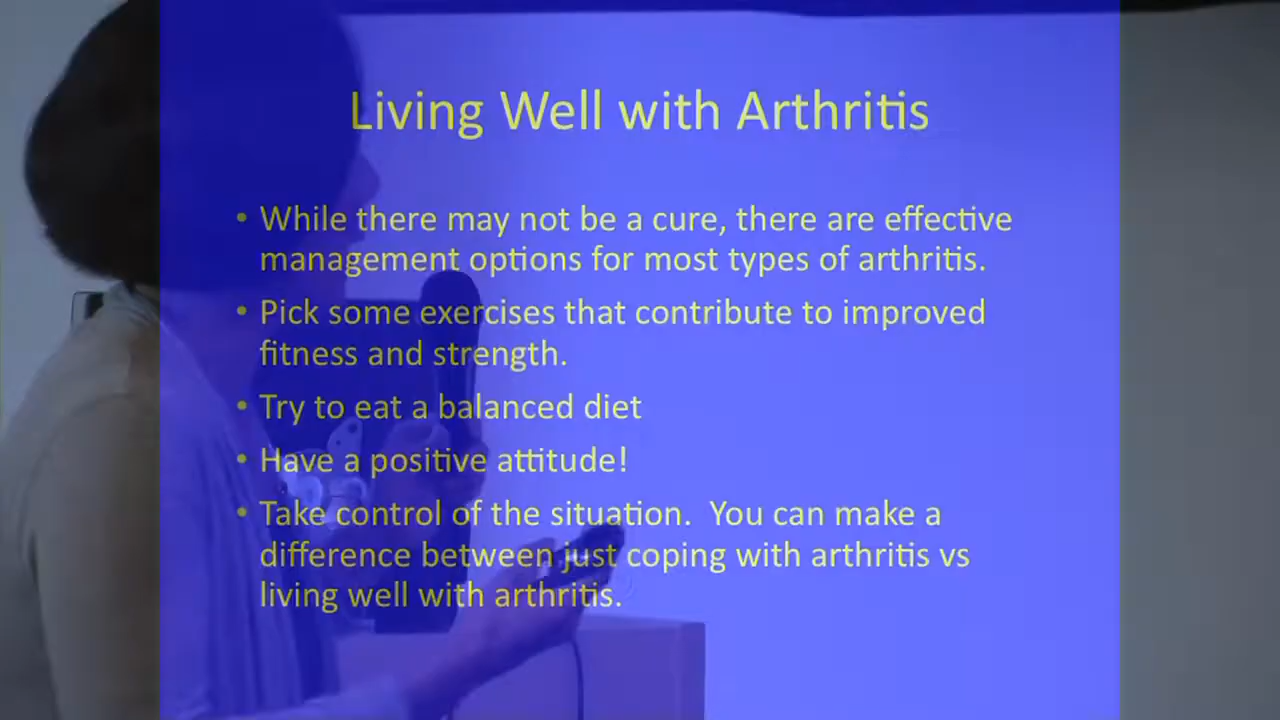 Living Well with Arthritis
• While there may not be a cure, there are effective
management options for most types of arthritis.
• Pick some exercises that contribute to improved
fitness and strength.
• Try to eat a balanced diet
• Have a positive attitude!
• Take control of the situation.  You can make a
difference between just coping with arthritis vs
living well with arthritis.